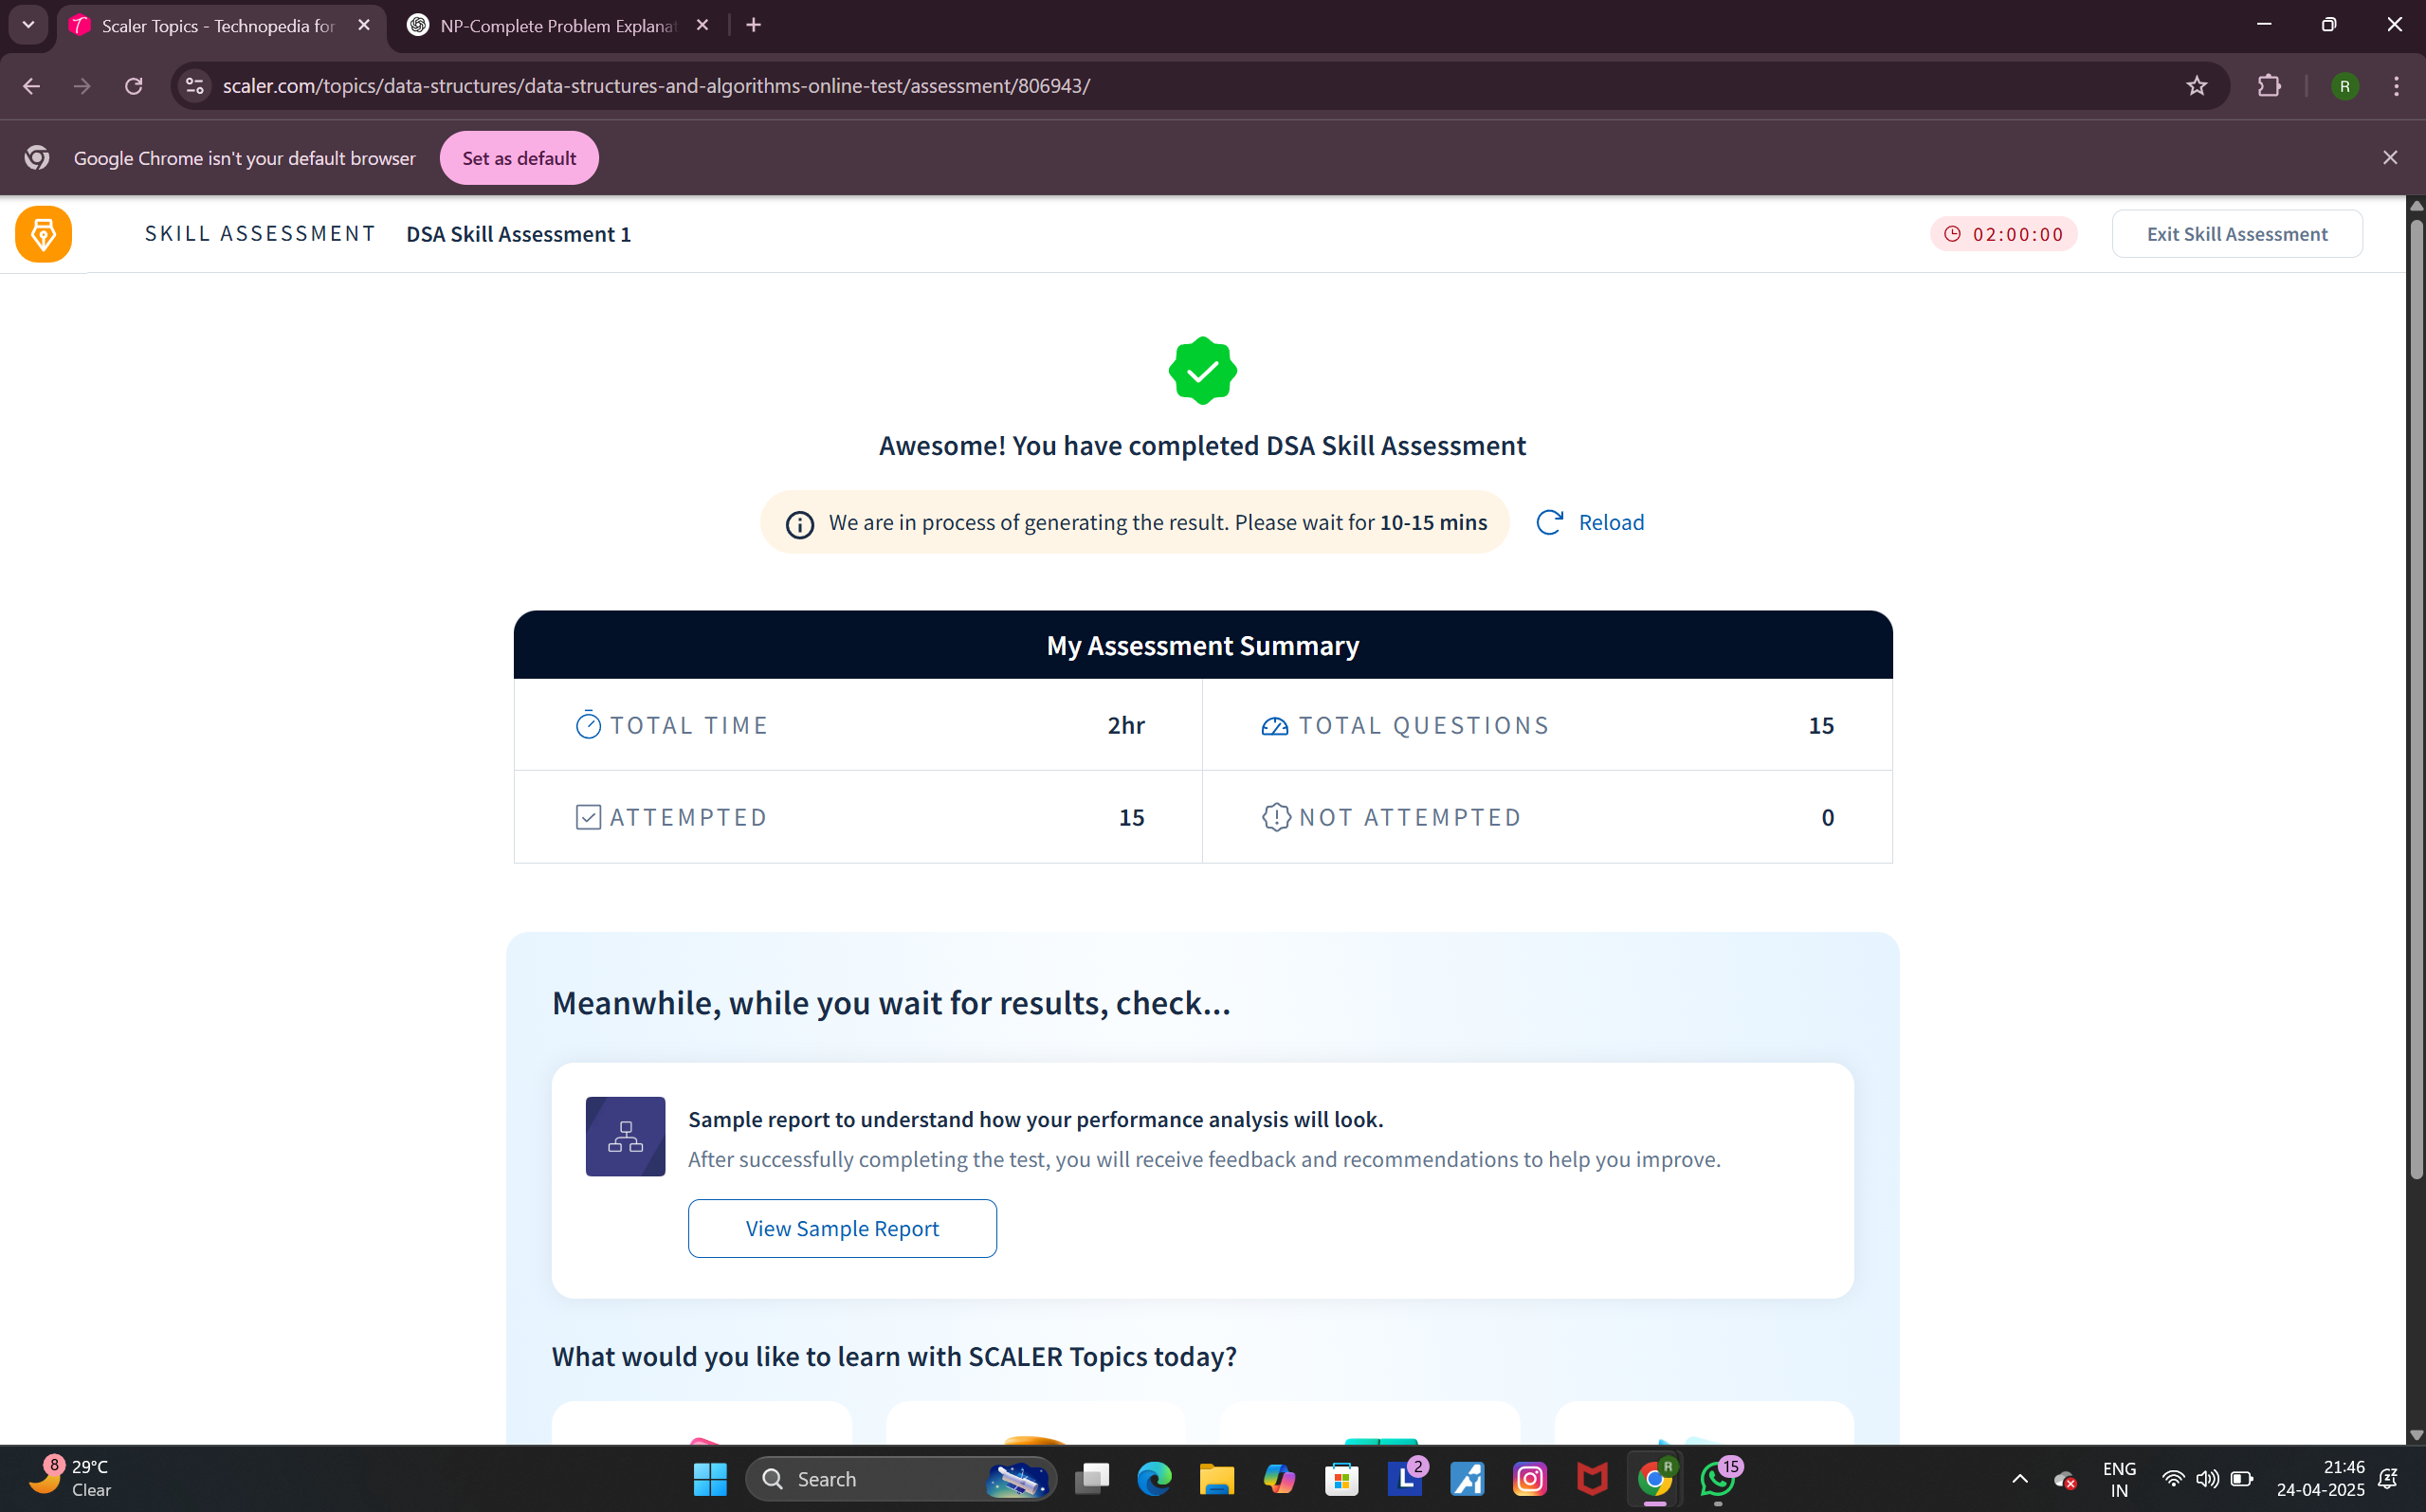 Scaler Topics - Technopedia for
NP-Complete Problem Explanat
scaler.com/topics/data-structures/data-structures-and-algorithms-online-test/assessment/806943/
R
Google Chrome isn't your default browser
Set as default
SKILL ASSESSMENT
DSA Skill Assessment 1
02:00:00
Exit Skill Assessment
Awesome! You have completed DSA Skill Assessment
We are in process of generating the result. Please wait for 10-15 mins
Reload
My Assessment Summary
TOTAL TIME 2hr
TOTAL QUESTIONS 15
ATTEMPTED 15
NOT ATTEMPTED 0
Meanwhile, while you wait for results, check...
Sample report to understand how your performance analysis will look.
After successfully completing the test, you will receive feedback and recommendations to help you improve.
View Sample Report
What would you like to learn with SCALER Topics today?
8
29°C
Clear
Search
L
2
R
15
ENG
IN
21:46
24-04-2025